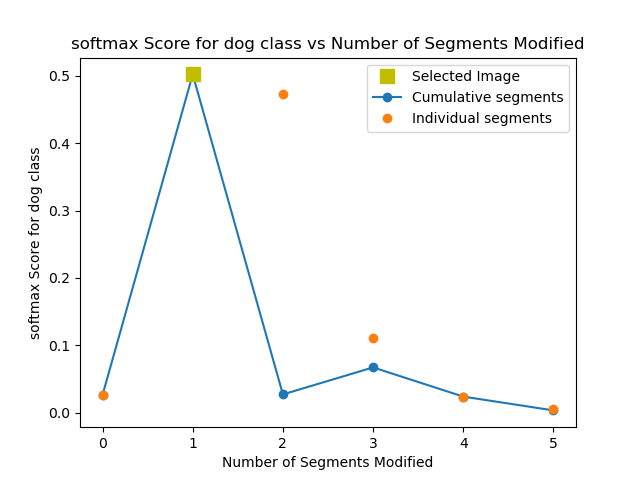 softmax Score for dog class vs Number of Segments Modified
Selected Image
Cumulative segments
Individual segments
softmax Score for dog class
0.5
0.4
0.3
0.2
0.1
0.0
0 1 2 3 4 5
Number of Segments Modified